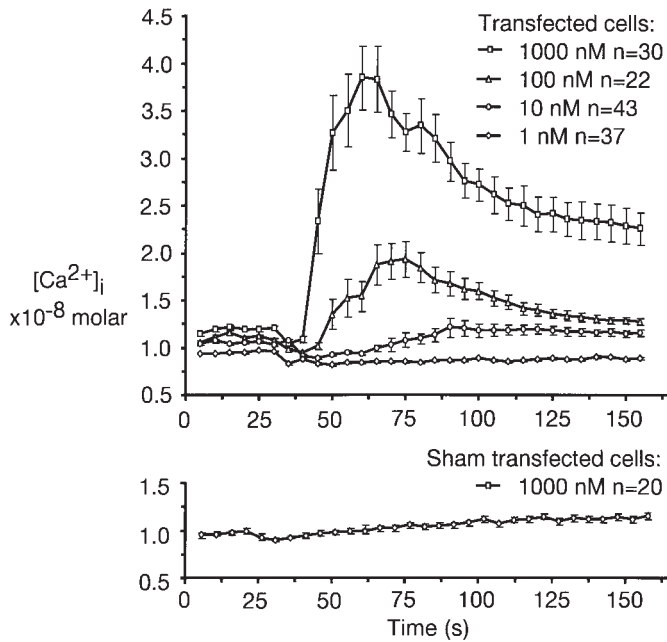 4.5
4.0
3.5
3.0
2.5
2.0
1.5
1.0
0.5
[Ca2+]i
x10-8 molar
Transfected cells:
1000 nM n=30
100 nM n=22
10 nM n=43
1 nM n=37
0 25 50 75 100 125 150
Sham transfected cells:
1000 nM n=20
1.5
1.0
0.5
0 25 50 75 100 125 150
Time (s)